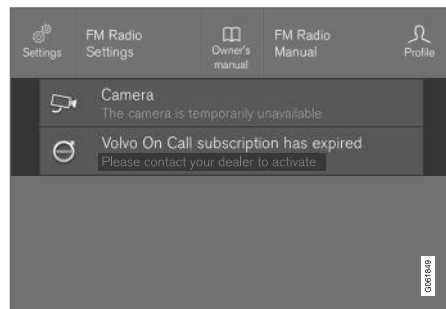 Settings
FM Radio
Settings
Owner's
manual
FM Radio
Manual
Profile
Camera
The camera is temporarily unavailable
Volvo On Call subscription has expired
Please contact your dealer to activate
G061849